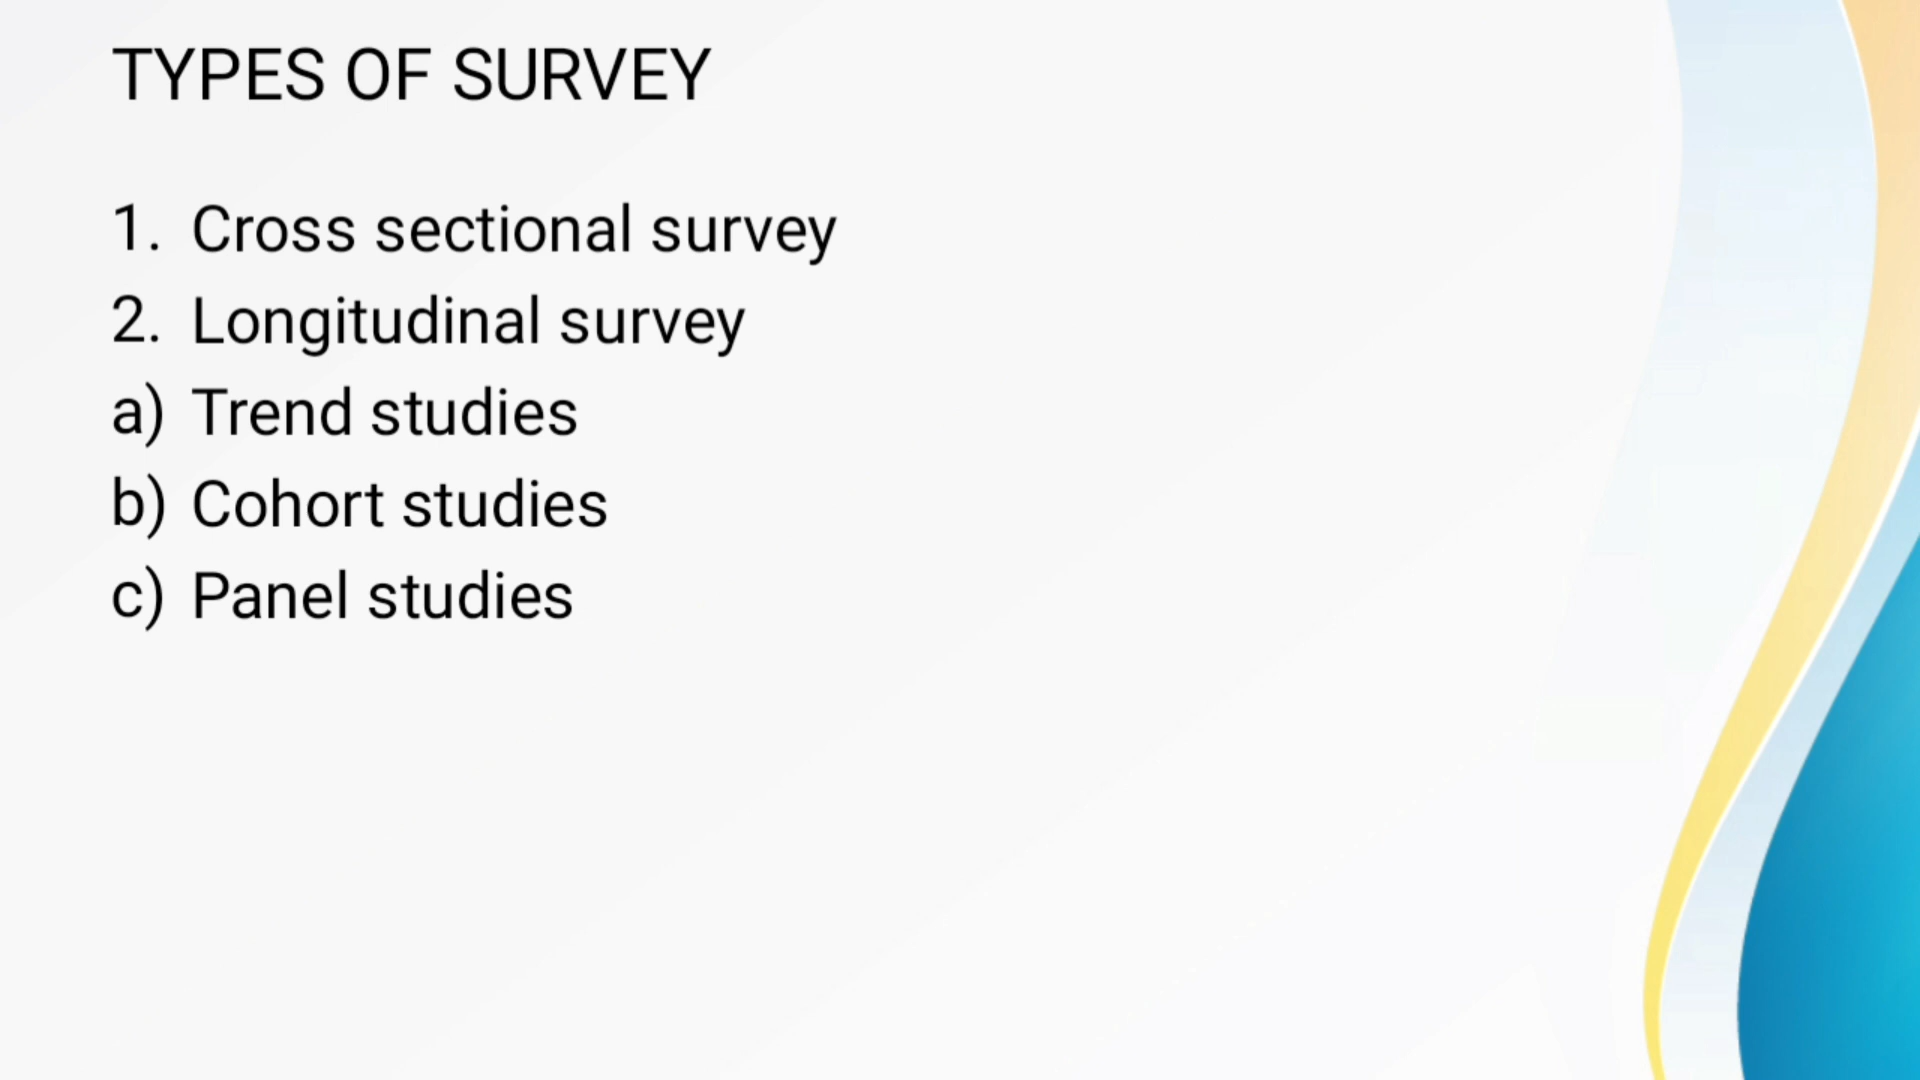 TYPES OF SURVEY
1. Cross sectional survey
2. Longitudinal survey
a) Trend studies
b) Cohort studies
c) Panel studies